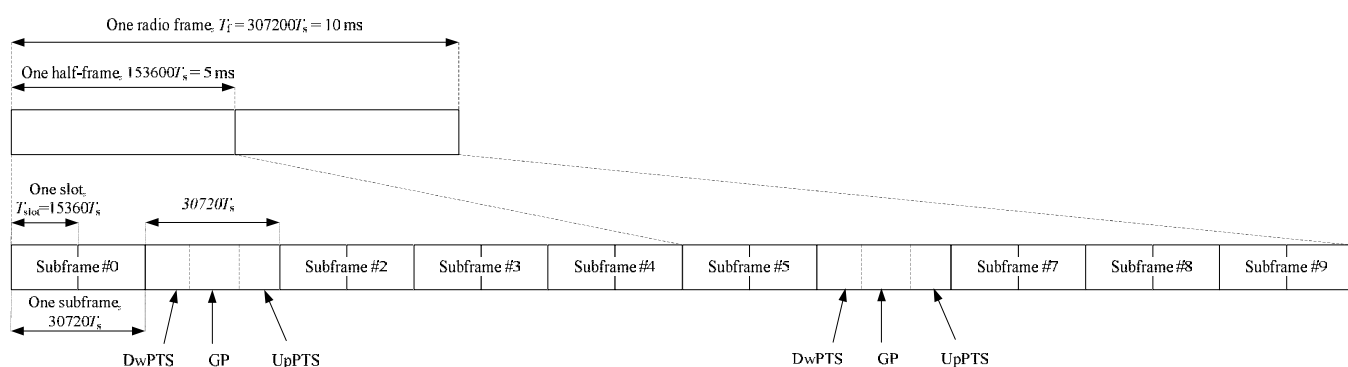 One radio frame, Tf = 307200Ts = 10 ms
One half-frame, 153600Ts = 5 ms
One slot,
Tslot=15360Ts
30720Ts
Subframe #0
Subframe #2
Subframe #3
Subframe #4
Subframe #5
Subframe #7
Subframe #8
Subframe #9
One subframe,
30720Ts
DwPTS
GP
UpPTS
DwPTS
GP
UpPTS